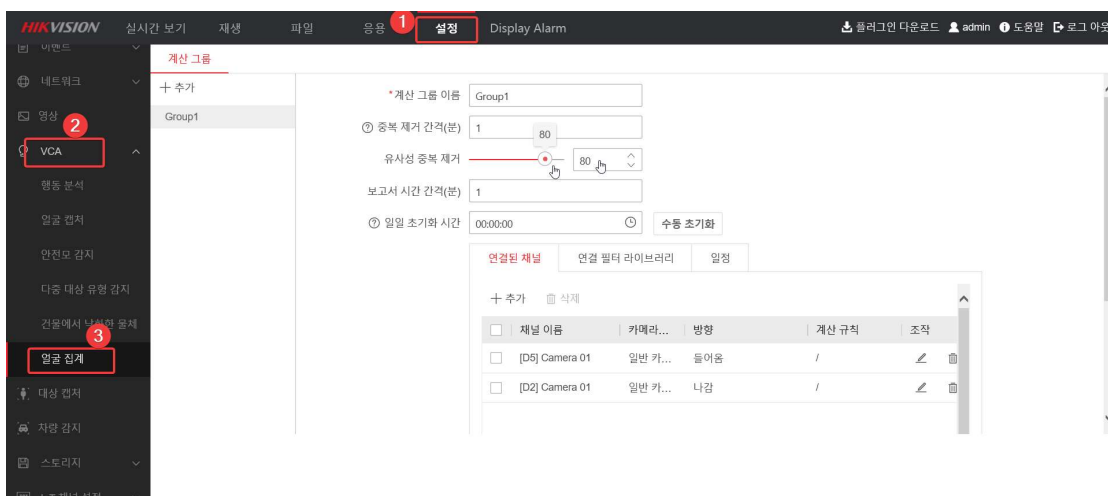 HIKVISION 실시간 보기 재생 파일 응용 1 설정 Display Alarm 플러그인 다운로드 admin 도움말 로그 아웃
이벤트
계산 그룹
네트워크
추가
*계산 그룹 이름 Group1
영상
Group1
2
중복 제거 간격(분) 1
80
VCA
유사성 중복 제거 80
행동 분석
보고서 시간 간격(분) 1
얼굴 캡처
일일 초기화 시간 00:00:00 수동 초기화
안전모 감지
연결된 채널 연결 필터 라이브러리 일정
다중 대상 유형 감지
추가 삭제
건물에서 물체
3
채널 이름 카메라... 방향 계산 규칙 조작
얼굴 집계
[D5] Camera 01 일반 카... 들어옴 /
대상 캡처
[D2] Camera 01 일반 카... 나감 /
차량 감지
스토리지